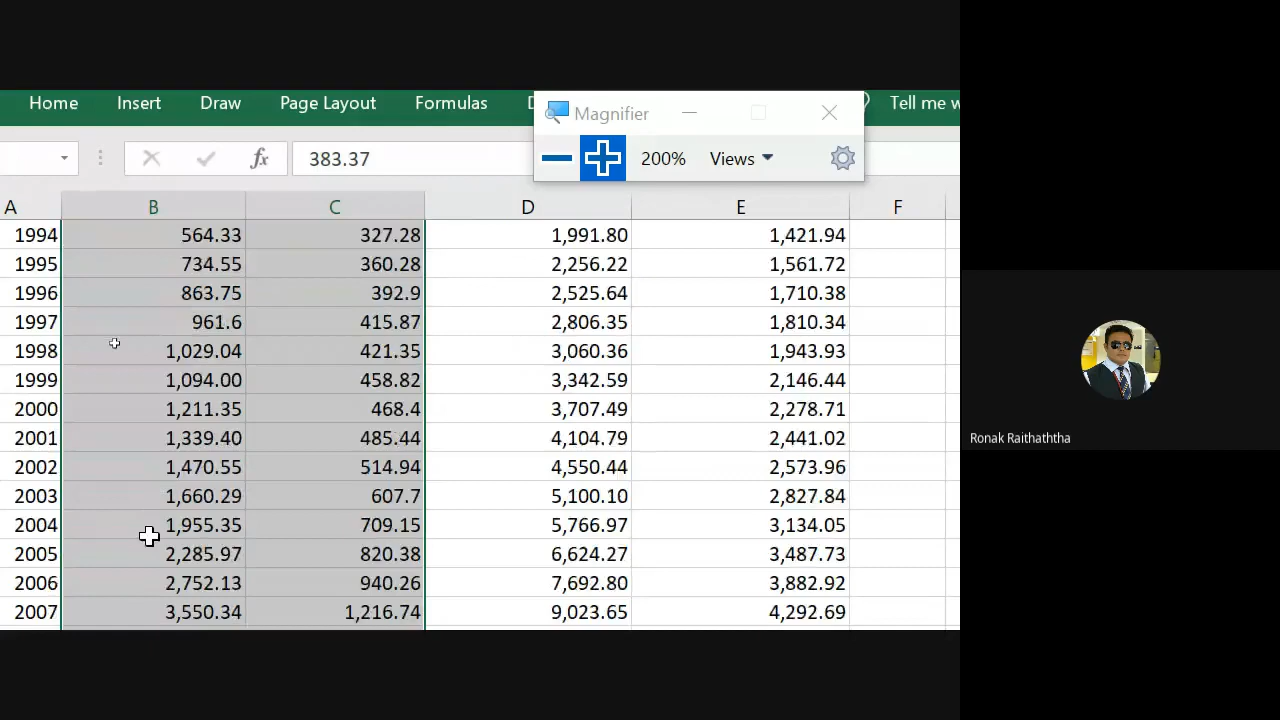 Home Insert Draw Page Layout Formulas Tell me w
Magnifier
200% Views
fx 383.37
A B C D E F
1994 564.33 327.28 1,991.80 1,421.94
1995 734.55 360.28 2,256.22 1,561.72
1996 863.75 392.9 2,525.64 1,710.38
1997 961.6 415.87 2,806.35 1,810.34
1998 1,029.04 421.35 3,060.36 1,943.93
1999 1,094.00 458.82 3,342.59 2,146.44
2000 1,211.35 468.4 3,707.49 2,278.71
2001 1,339.40 485.44 4,104.79 2,441.02
2002 1,470.55 514.94 4,550.44 2,573.96
2003 1,660.29 607.7 5,100.10 2,827.84
2004 1,955.35 709.15 5,766.97 3,134.05
2005 2,285.97 820.38 6,624.27 3,487.73
2006 2,752.13 940.26 7,692.80 3,882.92
2007 3,550.34 1,216.74 9,023.65 4,292.69
Ronak Raithaththa